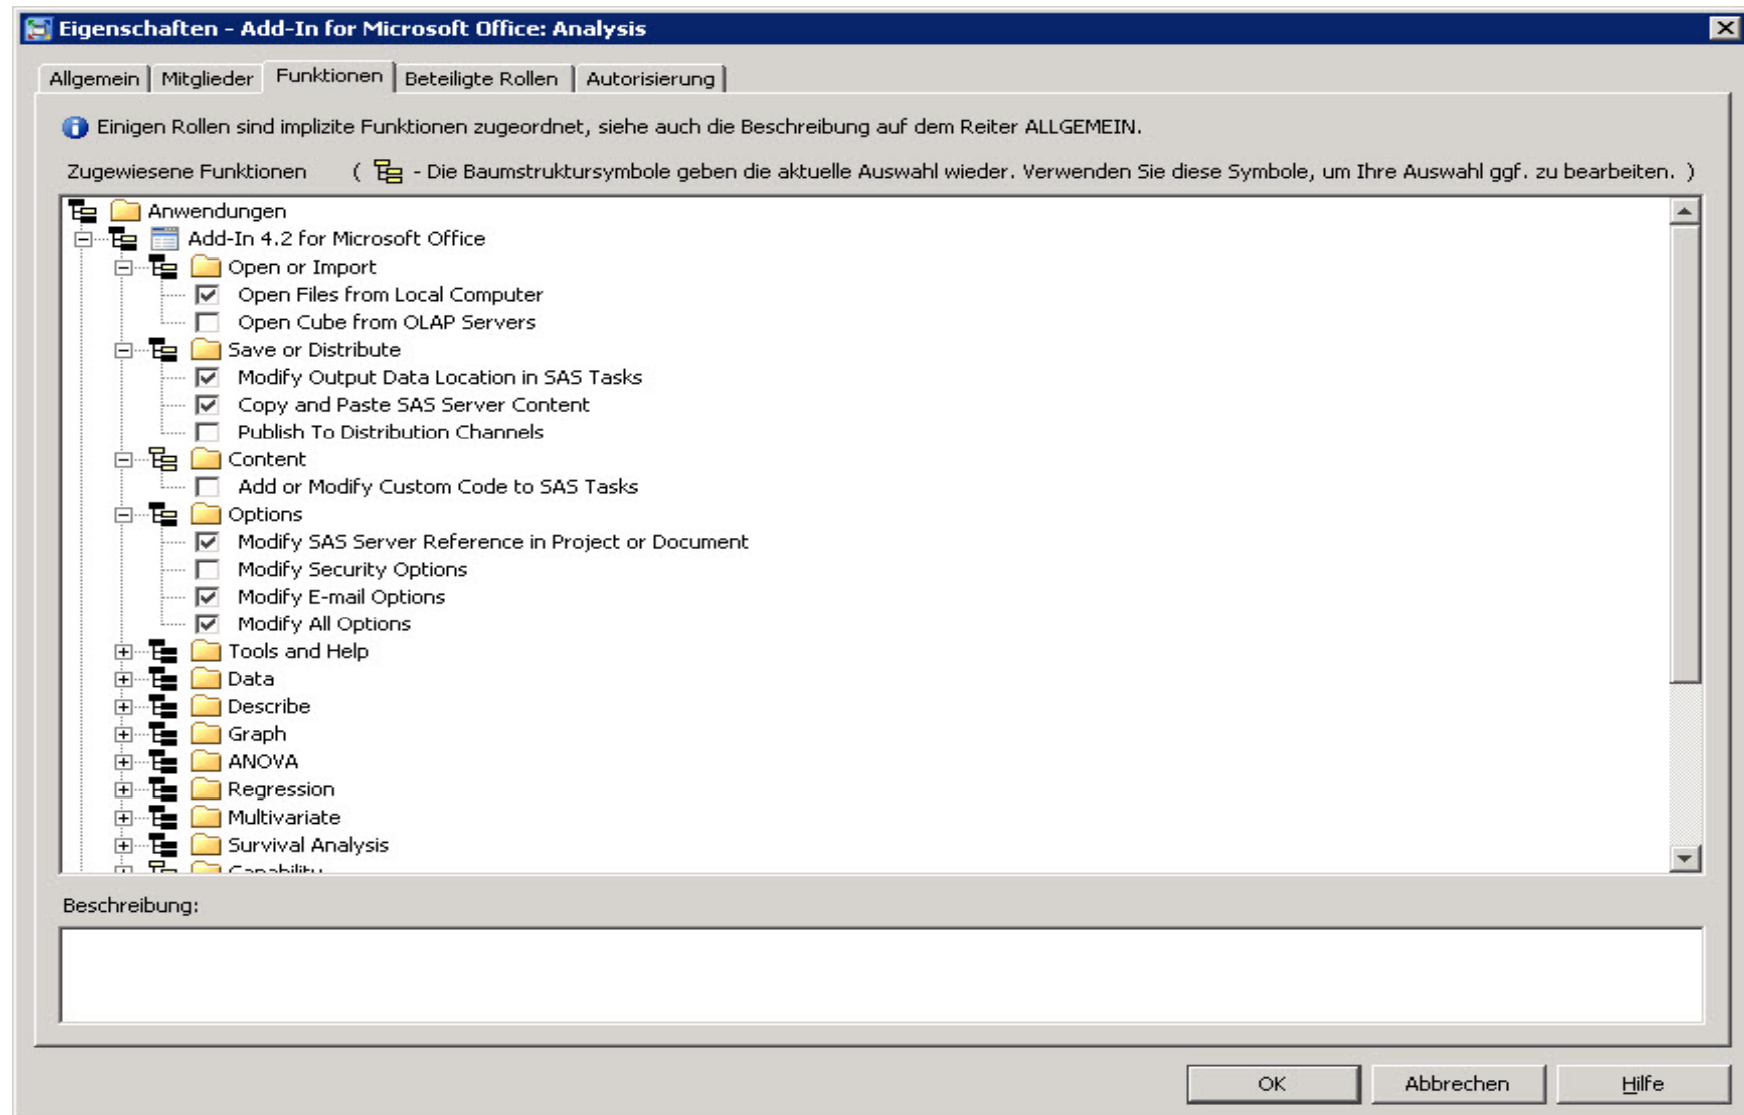 Eigenschaften - Add-In for Microsoft Office: Analysis
Allgemein Mitglieder Funktionen Beteiligte Rollen Autorisierung
Einigen Rollen sind implizite Funktionen zugeordnet, siehe auch die Beschreibung auf dem Reiter ALLGEMEIN.
Zugewiesene Funktionen ( - Die Baumstruktursymbole geben die aktuelle Auswahl wieder. Verwenden Sie diese Symbole, um Ihre Auswahl ggf. zu bearbeiten. )
Anwendungen
Add-In 4.2 for Microsoft Office
Open or Import
Open Files from Local Computer
Open Cube from OLAP Servers
Save or Distribute
Modify Output Data Location in SAS Tasks
Copy and Paste SAS Server Content
Publish To Distribution Channels
Content
Add or Modify Custom Code to SAS Tasks
Options
Modify SAS Server Reference in Project or Document
Modify Security Options
Modify E-mail Options
Modify All Options
Tools and Help
Data
Describe
Graph
ANOVA
Regression
Multivariate
Survival Analysis
Capability
Beschreibung:
OK Abbrechen Hilfe